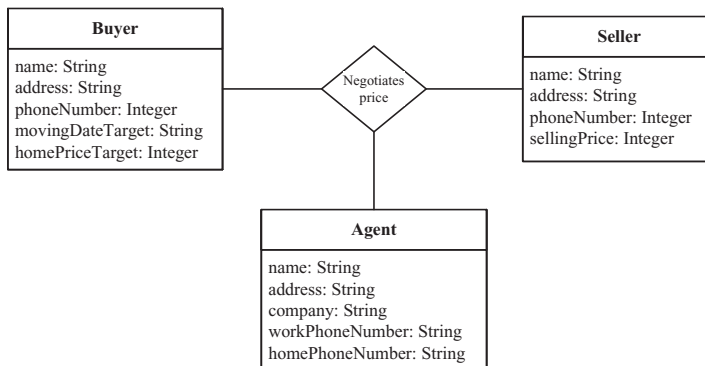 Buyer
name: String
address: String
phoneNumber: Integer
movingDateTarget: String
homePriceTarget: Integer
Negotiates
price
Seller
name: String
address: String
phoneNumber: Integer
sellingPrice: Integer
Agent
name: String
address: String
company: String
workPhoneNumber: String
homePhoneNumber: String